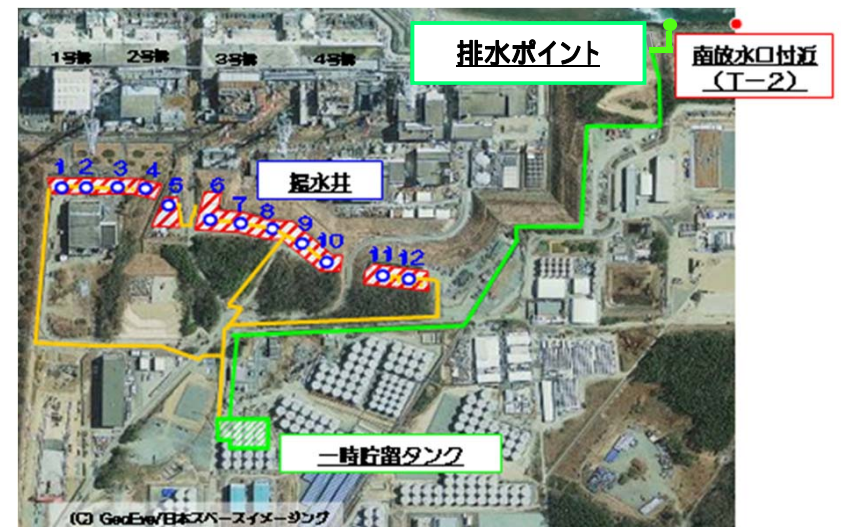 1号機
2号機
3号機
4号機
排水ポイント
南放水口付近
(T-2)
揚水井
1
2
3
4
5
6
7
8
9
10
11
12
一時貯留タンク
(C) GeoEye/日本スペースイメージング